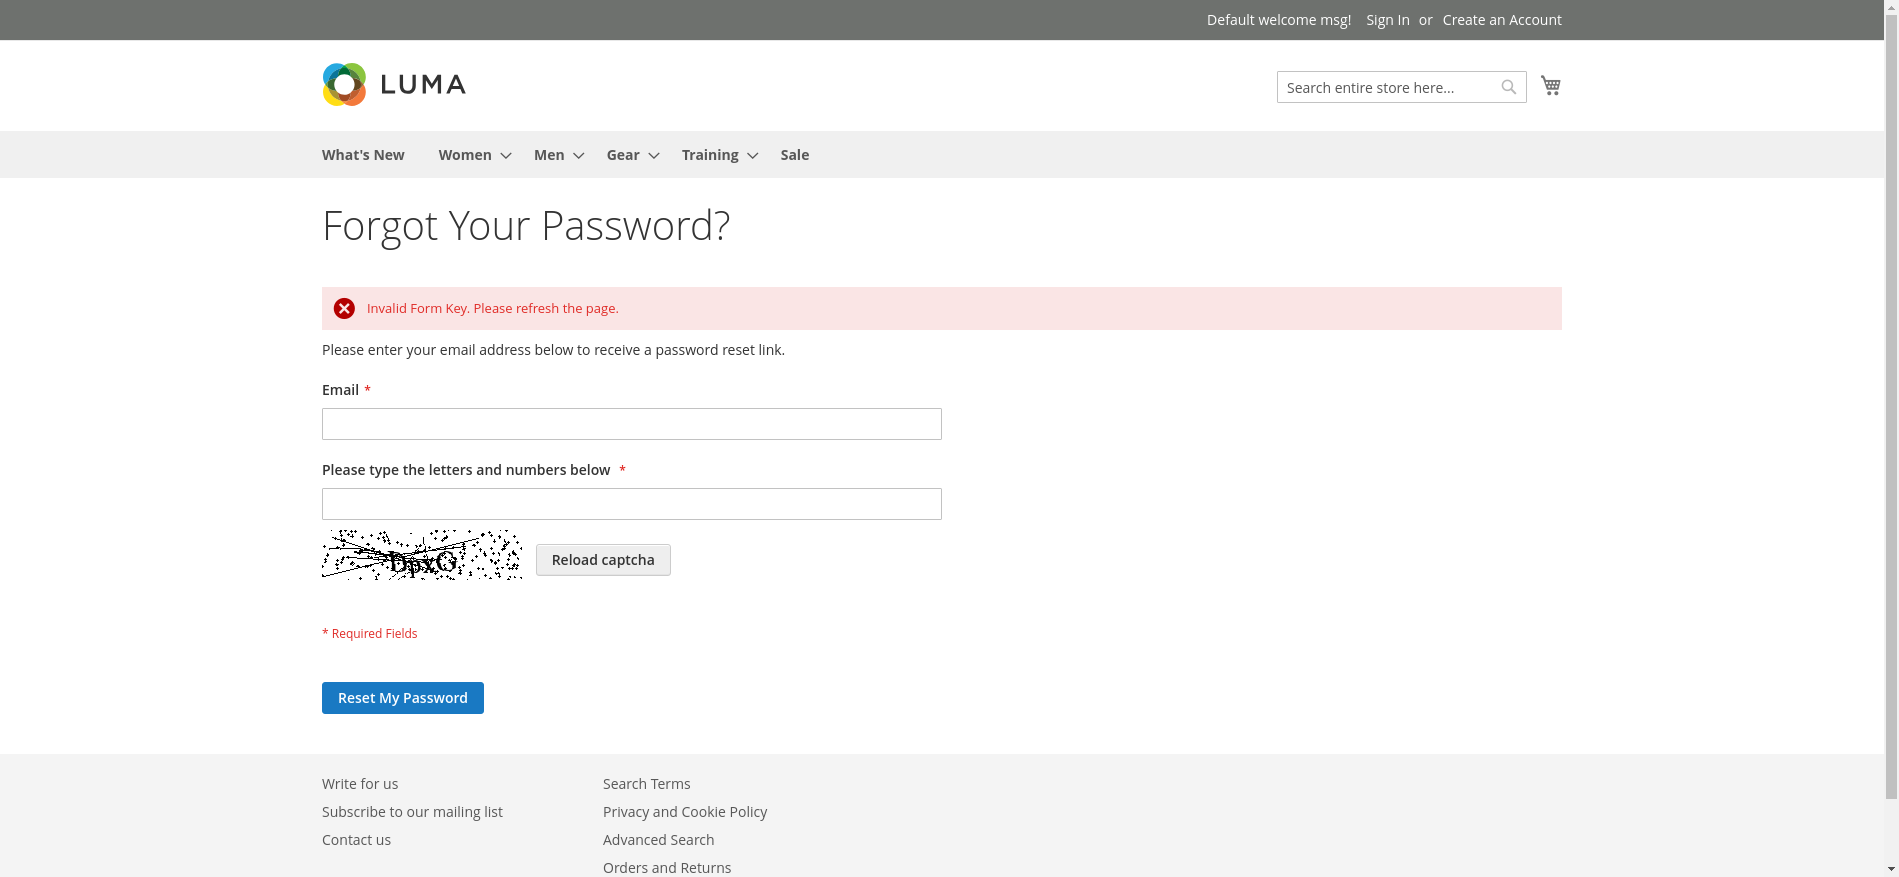 Default welcome msg! Sign In or Create an Account
LUMA
Search entire store here...
What's New Women Men Gear Training Sale
Forgot Your Password?
Invalid Form Key. Please refresh the page.
Please enter your email address below to receive a password reset link.
Email *
Please type the letters and numbers below *
Reload captcha
* Required Fields
Reset My Password
Write for us
Subscribe to our mailing list
Contact us
Search Terms
Privacy and Cookie Policy
Advanced Search
Orders and Returns